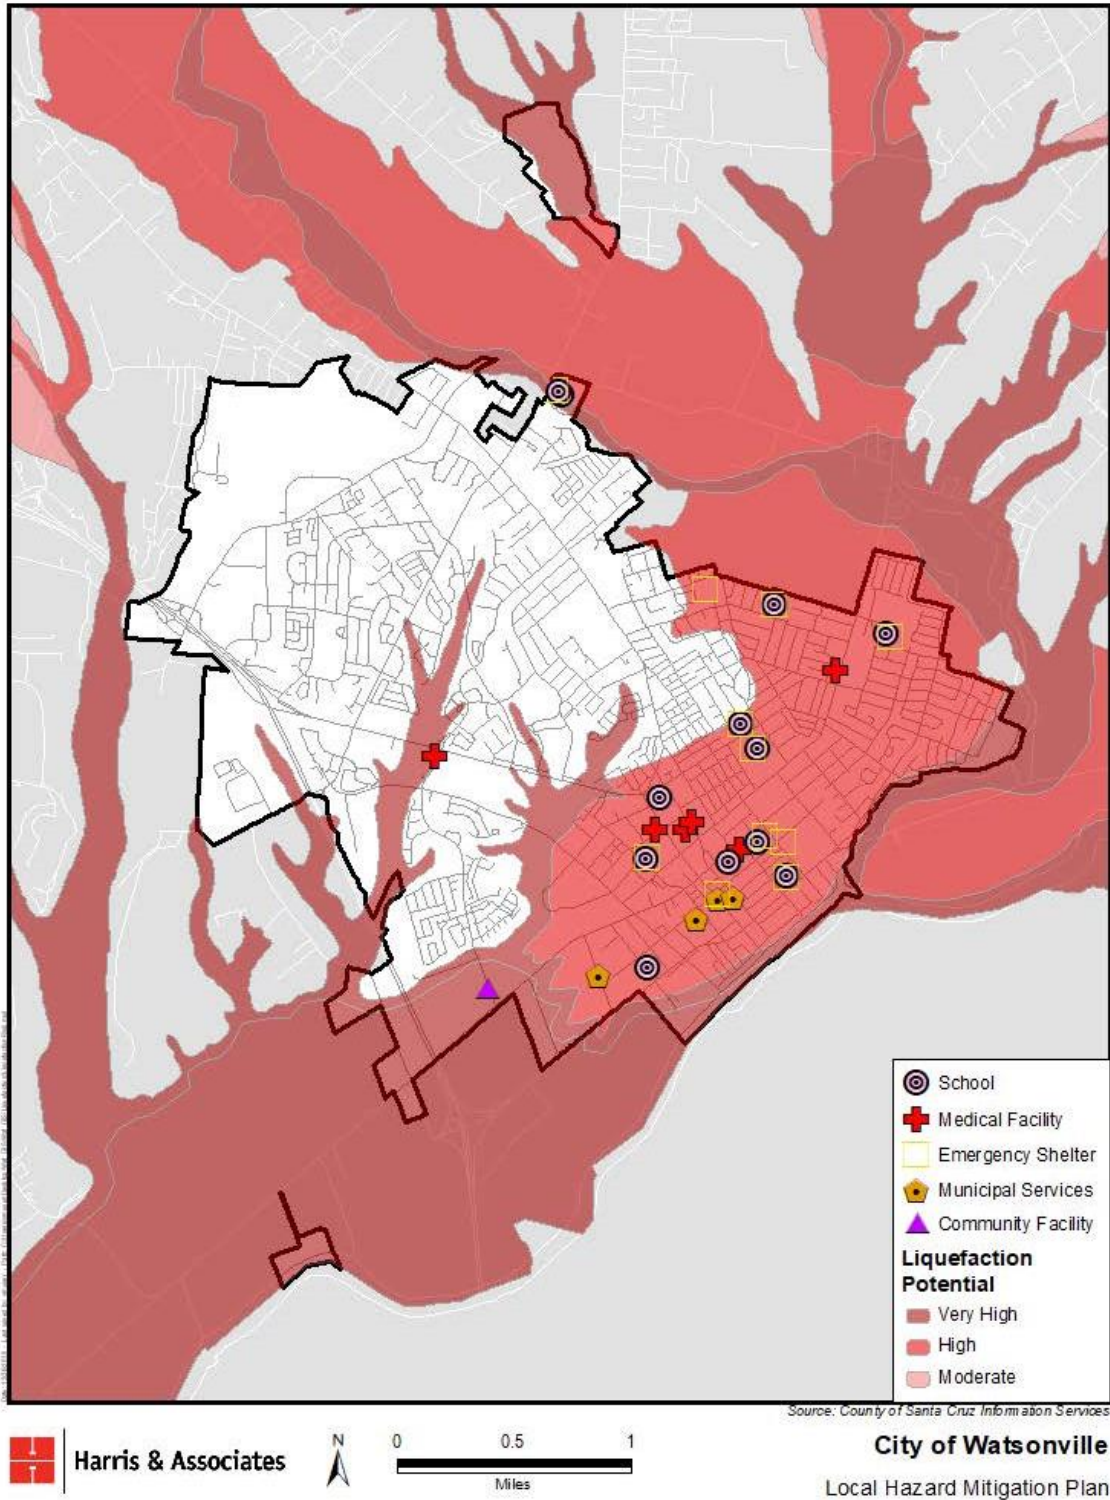 School
Medical Facility
Emergency Shelter
Municipal Services
Community Facility
Liquefaction
Potential
Very High
High
Moderate
Source: County of Santa Cruz Information Services
Harris & Associates
N
0 0.5 1
Miles
City of Watsonville
Local Hazard Mitigation Plan